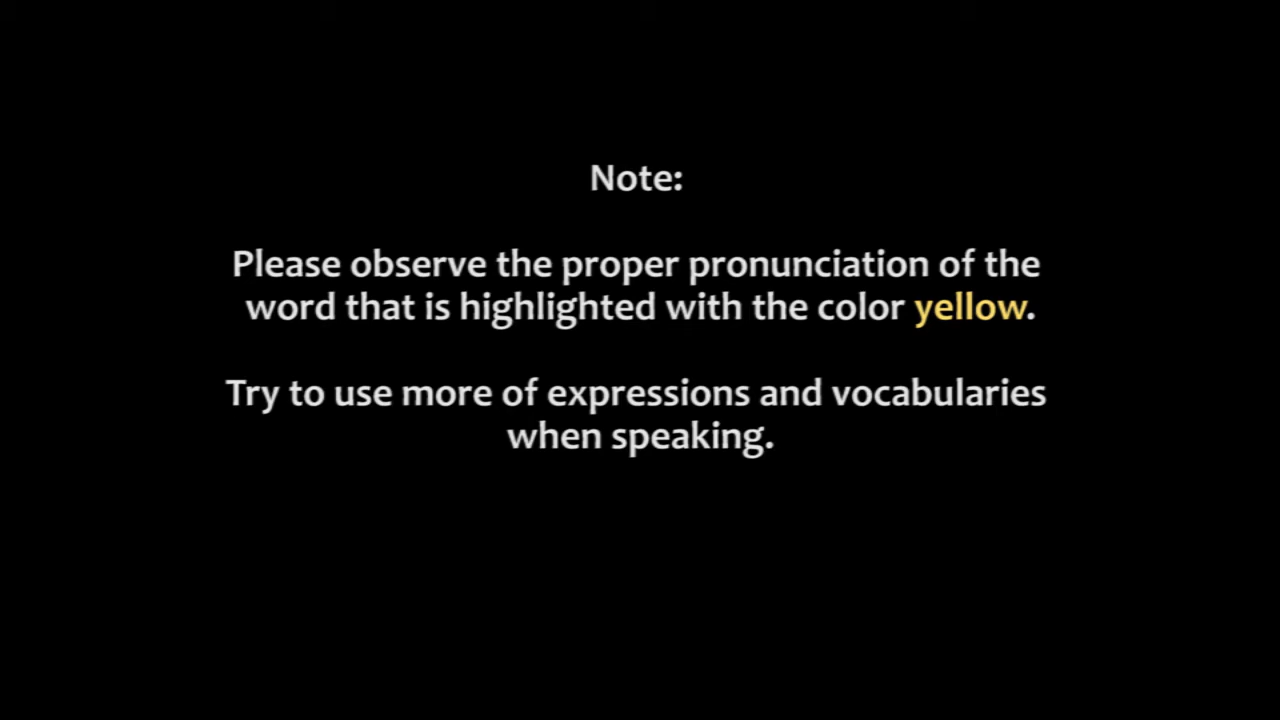 Note:
Please observe the proper pronunciation of the
word that is highlighted with the color yellow.
Try to use more of expressions and vocabularies
when speaking.